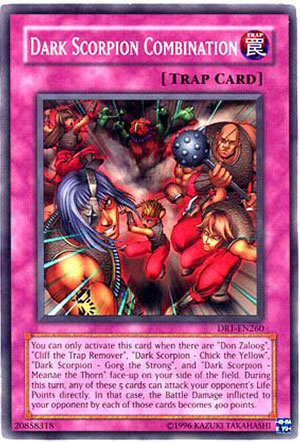 DARK SCORPION COMBINATION
TRAP
罠
[TRAP CARD]
DR1-EN260
You can only activate this card when there are "Don Zaloog",
"Cliff the Trap Remover", "Dark Scorpion - Chick the Yellow",
"Dark Scorpion - Gorg the Strong", and "Dark Scorpion -
Meanae the Thorn" face-up on your side of the field. During
this turn, any of these 5 cards can attack your opponent's Life
Points directly. In that case, the Battle Damage inflicted to
your opponent by each of those cards becomes 400 points.
20858318
©1996 KAZUKI TAKAHASHI